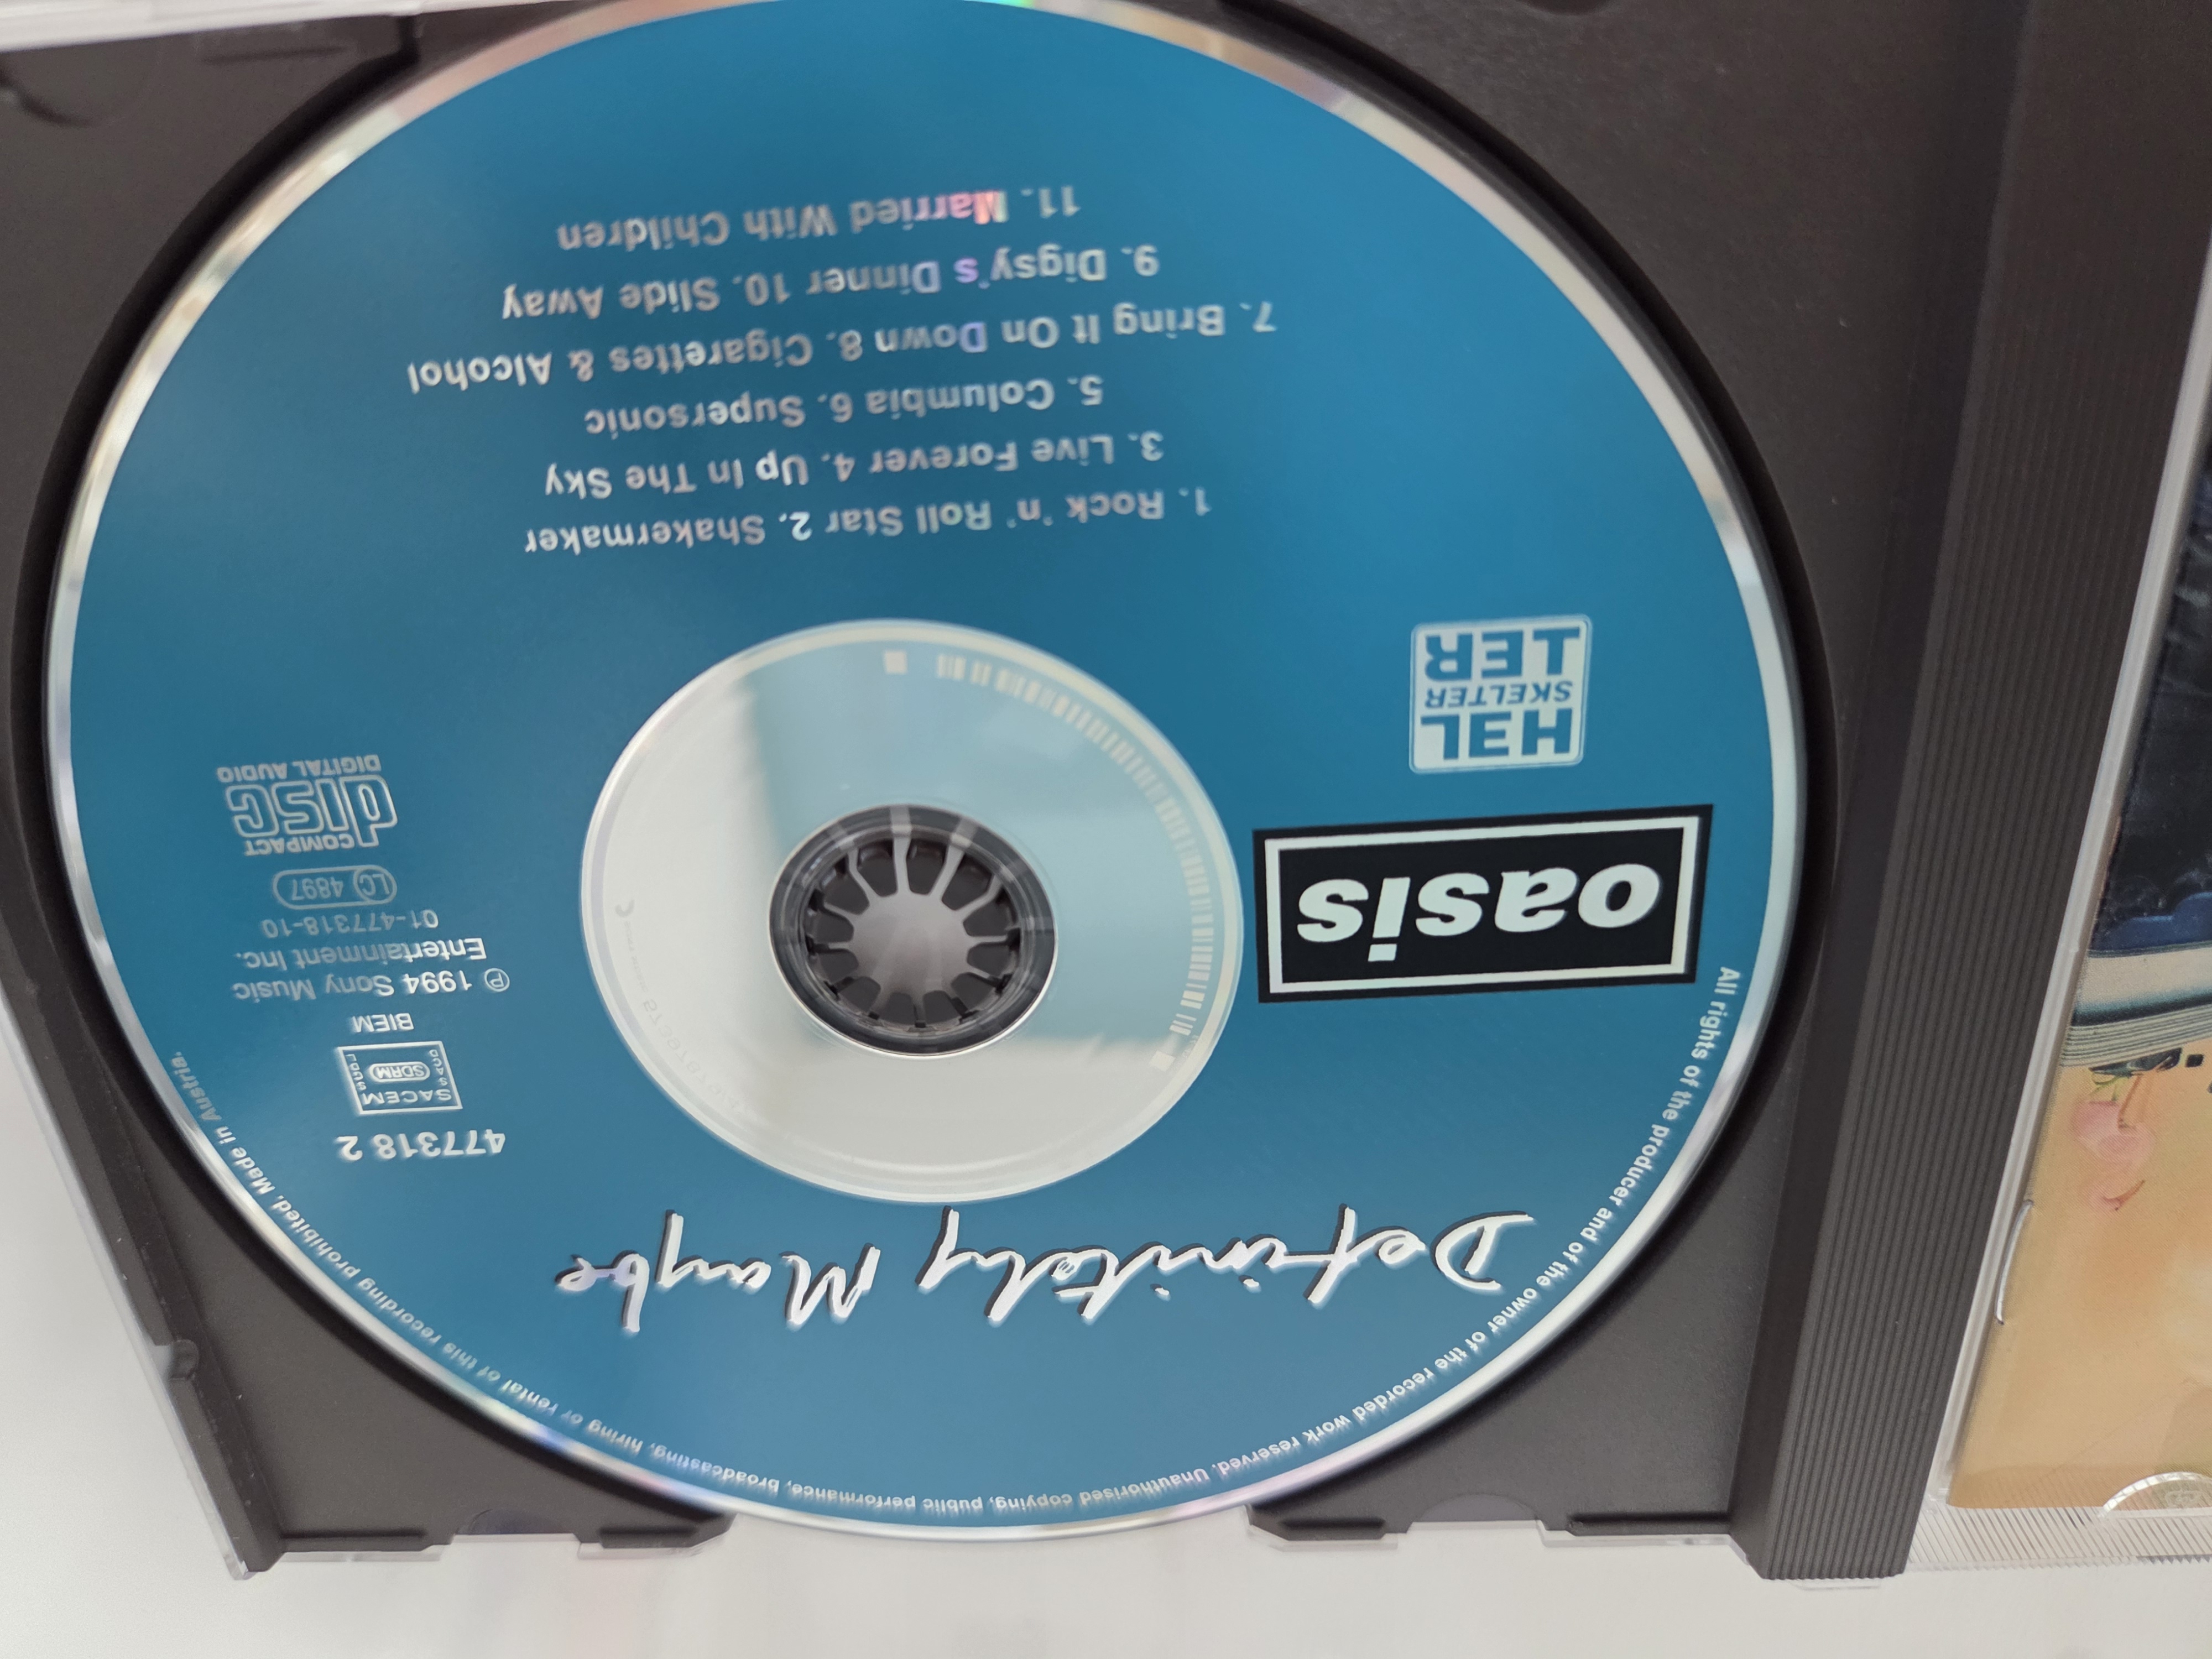 Definitely Maybe
oasis
HEL
SKELTER
TER
477318 2
SACEM
SDRM
BIEM
℗ 1994 Sony Music
Entertainment Inc.
01-477318-10
LC 4897
COMPACT
disc
DIGITAL AUDIO
1. Rock 'n' Roll Star 2. Shakermaker
3. Live Forever 4. Up In The Sky
5. Columbia 6. Supersonic
7. Bring It On Down 8. Cigarettes & Alcohol
9. Digsy's Dinner 10. Slide Away
11. Married With Children
All rights of the producer and of the owner of the recorded work reserved. Unauthorised copying, public performance, broadcasting, hiring or rental of this recording prohibited. Made in Austria.